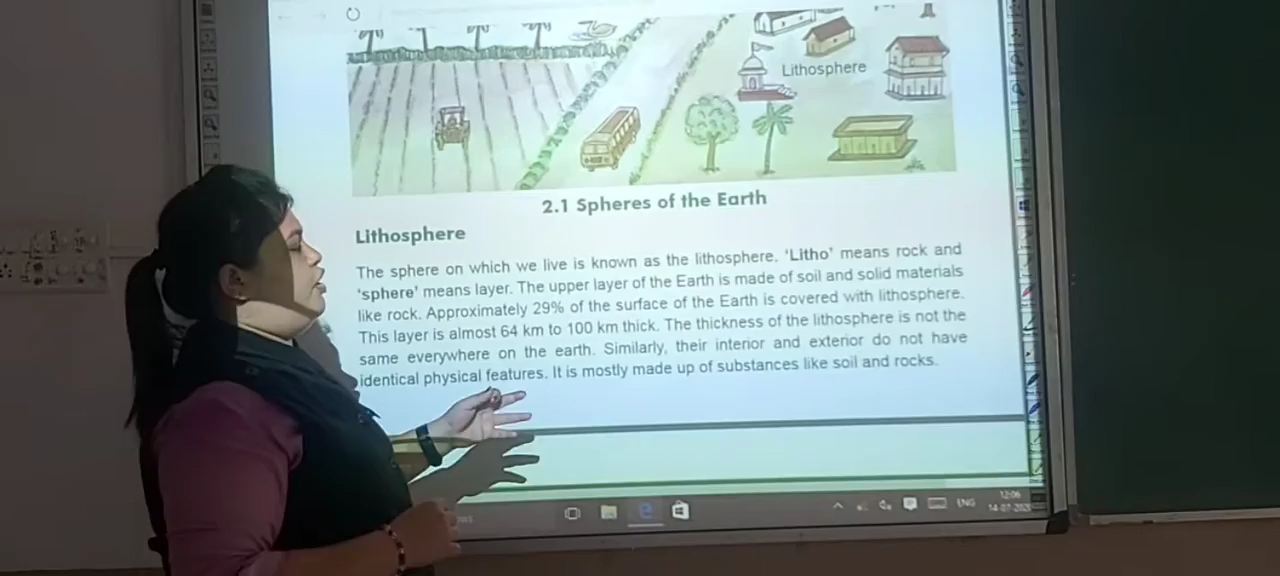 Lithosphere
2.1 Spheres of the Earth
Lithosphere
The sphere on which we live is known as the lithosphere. 'Litho' means rock and
'sphere' means layer. The upper layer of the Earth is made of soil and solid materials
like rock. Approximately 29% of the surface of the Earth is covered with lithosphere.
This layer is almost 64 km to 100 km thick. The thickness of the lithosphere is not the
same everywhere on the earth. Similarly, their interior and exterior do not have
identical physical features. It is mostly made up of substances like soil and rocks.
ENG
12:06